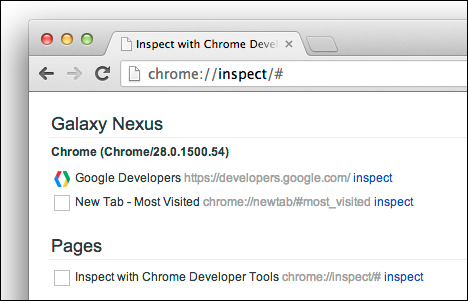 Inspect with Chrome Deve
chrome://inspect/#
Galaxy Nexus
Chrome (Chrome/28.0.1500.54)
Google Developers https://developers.google.com/ inspect
New Tab - Most Visited chrome://newtab/#most_visited inspect
Pages
Inspect with Chrome Developer Tools chrome://inspect/# inspect